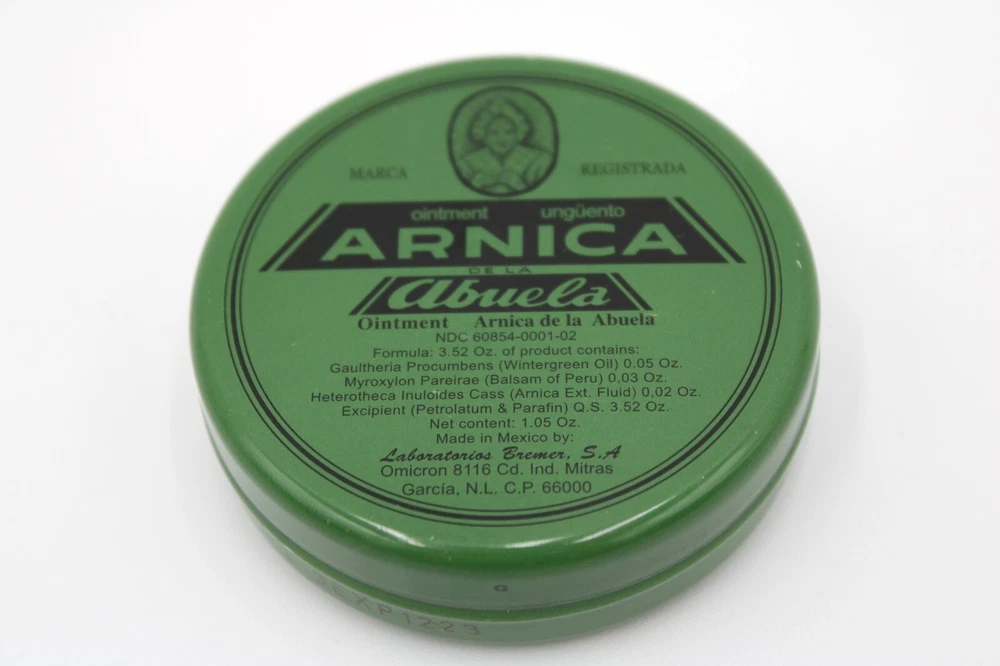 MARCA REGISTRADA
ointment ungüento
ARNICA
DE LA
Abuela
Ointment Arnica de la Abuela
NDC 60854-0001-02
Formula: 3.52 Oz. of product contains:
Gaultheria Procumbens (Wintergreen Oil) 0.05 Oz.
Myroxylon Pareirae (Balsam of Peru) 0,03 Oz.
Heterotheca Inuloides Cass (Arnica Ext. Fluid) 0,02 Oz.
Excipient (Petrolatum & Parafin) Q.S. 3.52 Oz.
Net content: 1.05 Oz.
Made in Mexico by:
Laboratorios Bremer, S.A
Omicron 8116 Cd. Ind. Mitras
García, N.L. C.P. 66000
EXP1223